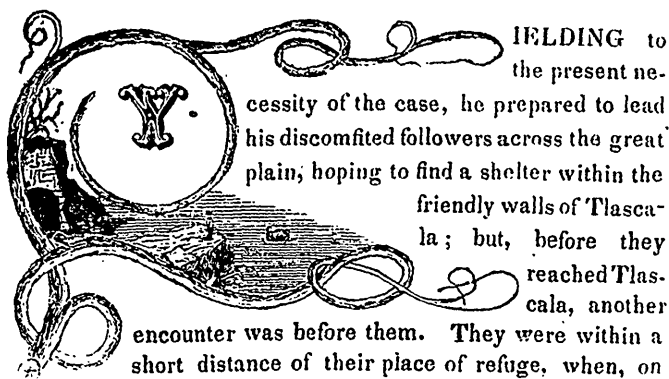 YIELDING to
the present ne-
cessity of the case, he prepared to lead
his discomfited followers across the great
plain, hoping to find a shelter within the
friendly walls of Tlasca-
la; but, before they
reached Tlas-
cala, another
encounter was before them. They were within a
short distance of their place of refuge, when, on